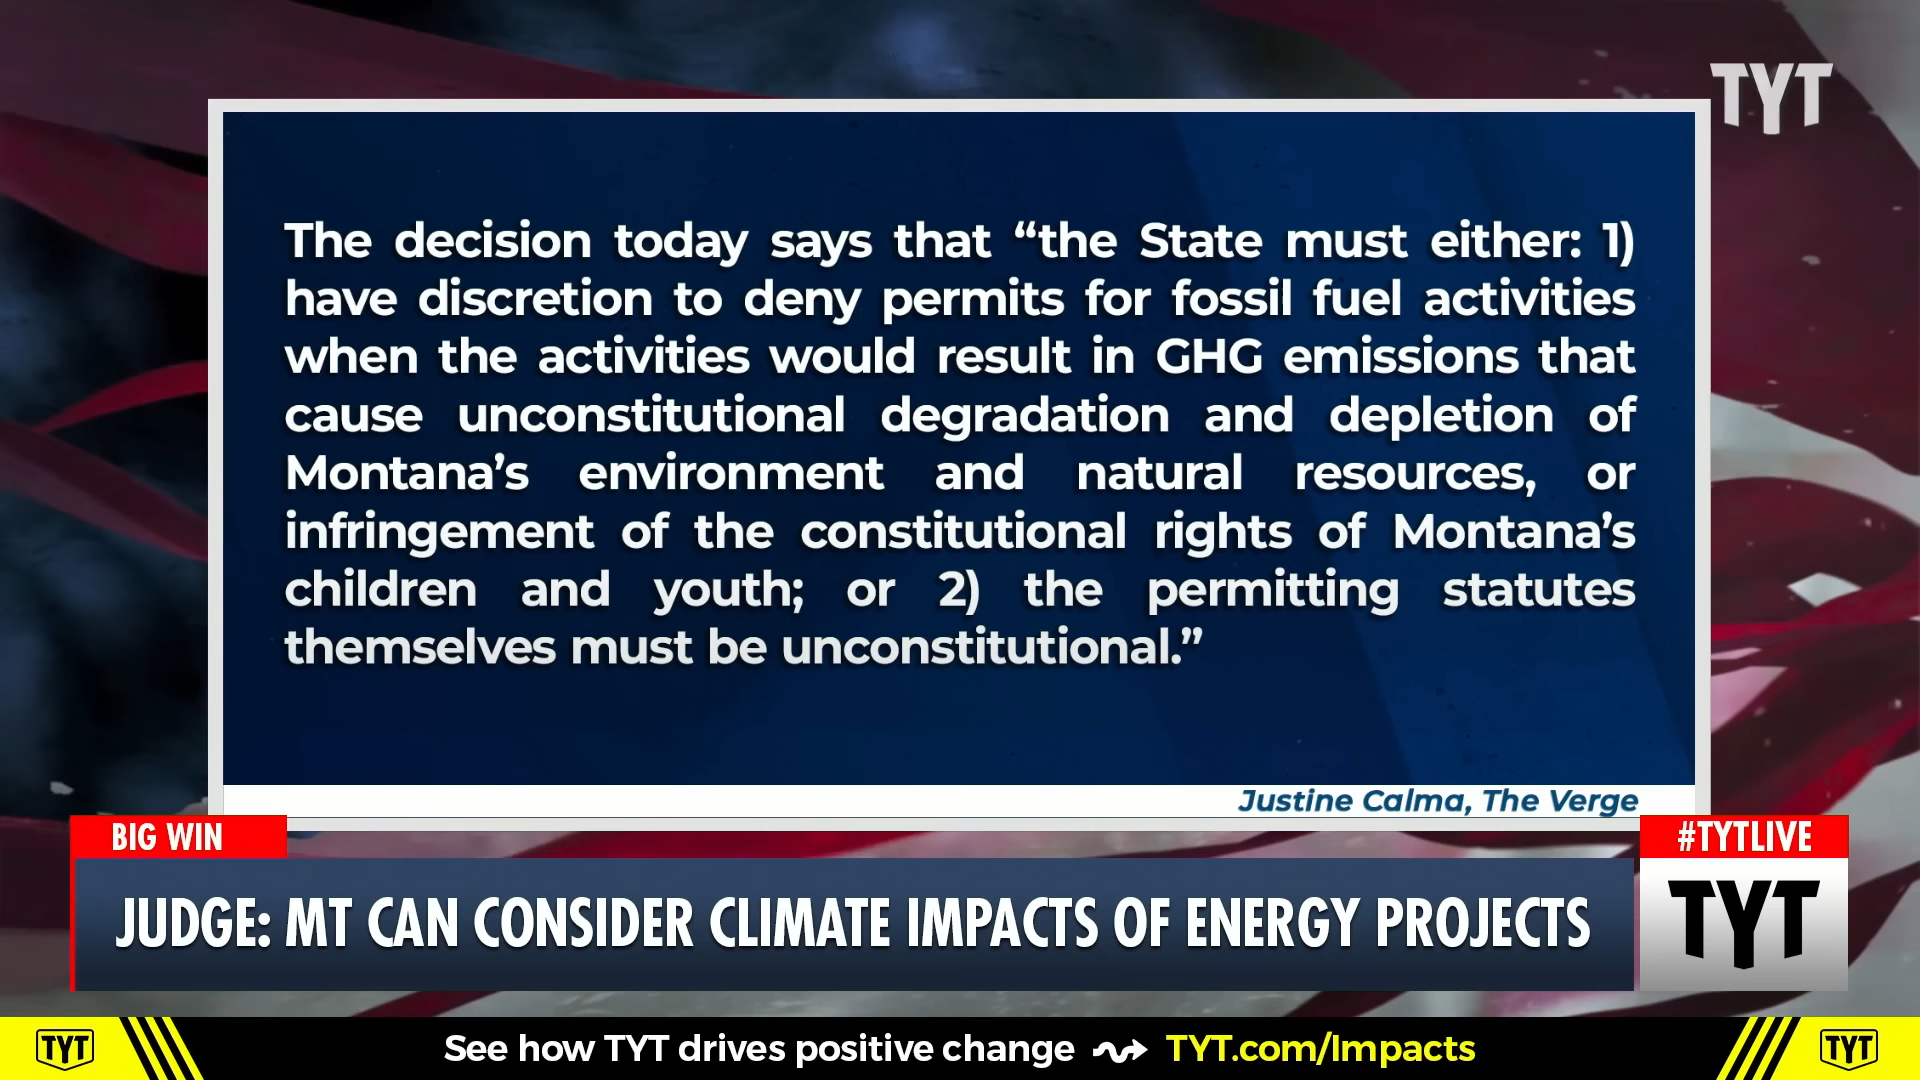 TYT
The decision today says that “the State must either: 1)
have discretion to deny permits for fossil fuel activities
when the activities would result in GHG emissions that
cause unconstitutional degradation and depletion of
Montana’s environment and natural resources, or
infringement of the constitutional rights of Montana’s
children and youth; or 2) the permitting statutes
themselves must be unconstitutional.”
Justine Calma, The Verge
BIG WIN
#TYTLIVE
JUDGE: MT CAN CONSIDER CLIMATE IMPACTS OF ENERGY PROJECTS
TYT
TYT
See how TYT drives positive change
TYT.com/Impacts
TYT